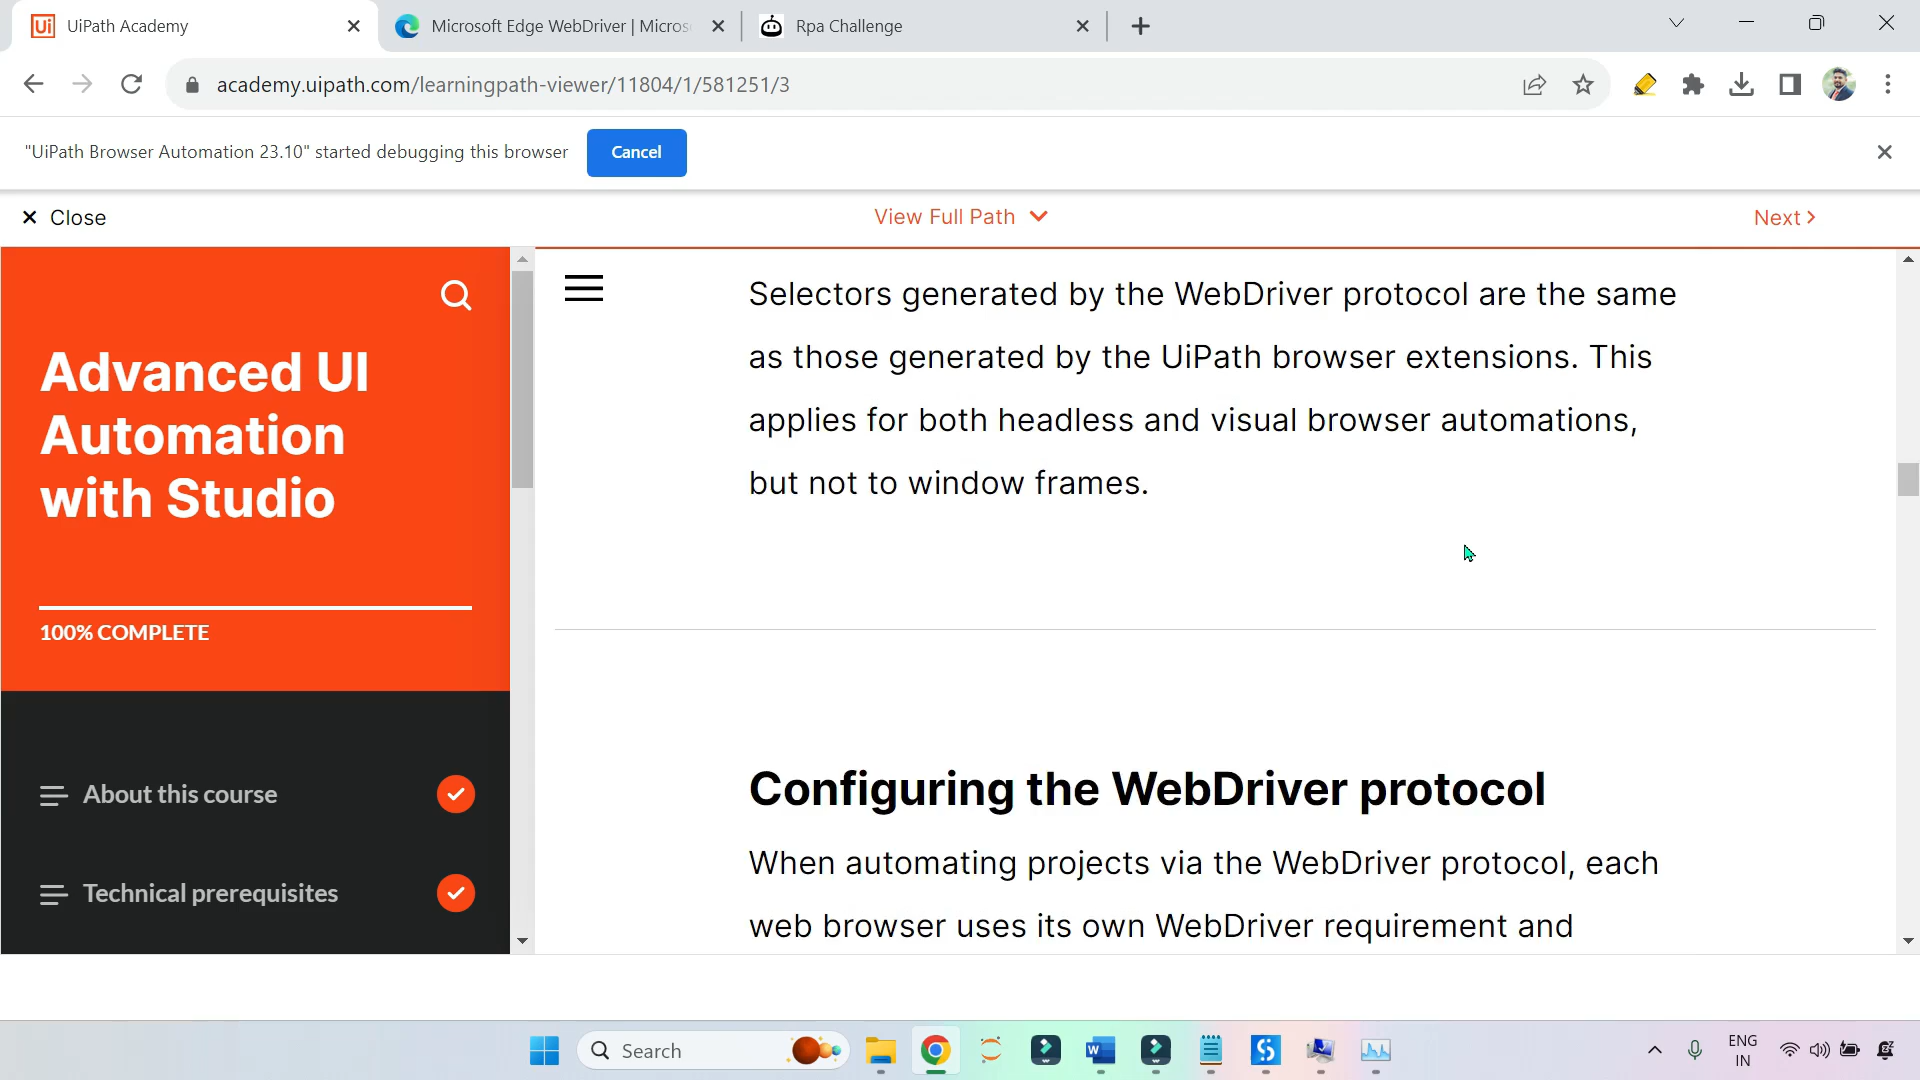 UiPath Academy
Microsoft Edge WebDriver | Micros
Rpa Challenge
academy.uipath.com/learningpath-viewer/11804/1/581251/3
"UiPath Browser Automation 23.10" started debugging this browser
Cancel
Close
View Full Path
Next
Advanced UI
Automation
with Studio
100% COMPLETE
About this course
Technical prerequisites
Selectors generated by the WebDriver protocol are the same
as those generated by the UiPath browser extensions. This
applies for both headless and visual browser automations,
but not to window frames.
Configuring the WebDriver protocol
When automating projects via the WebDriver protocol, each
web browser uses its own WebDriver requirement and
Search
ENG
IN